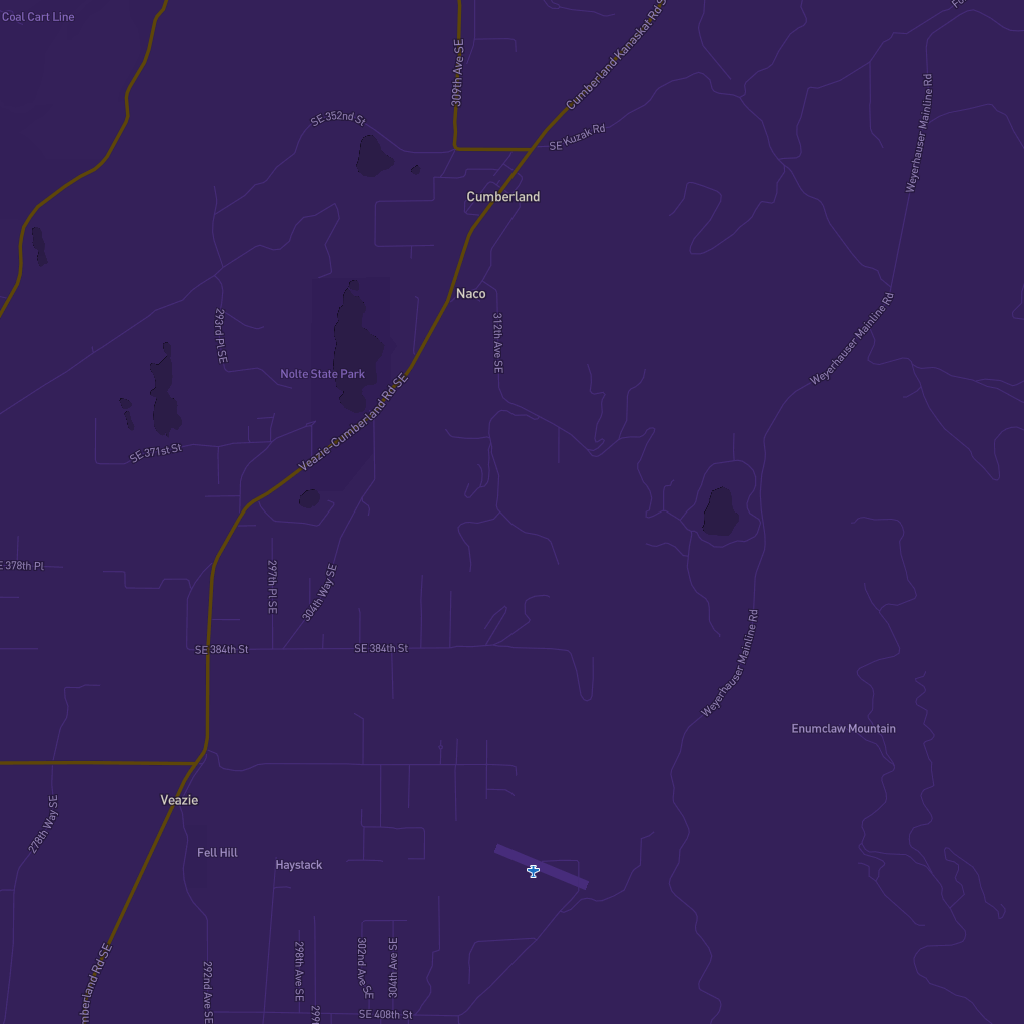 Coal Cart Line
Cumberland Kanaskat Rd S
309th Ave SE
SE 352nd St
SE Kuzak Rd
Weyerhauser Mainline Rd
Cumberland
Naco
293rd Pl SE
312th Ave SE
Weyerhauser Mainline Rd
Nolte State Park
Veazie-Cumberland Rd SE
SE 371st St
E 378th Pl
297th Pl SE
304th Way SE
SE 384th St
SE 384th St
Weyerhauser Mainline Rd
Enumclaw Mountain
Veazie
278th Way SE
Fell Hill
Haystack
mberland Rd SE
292nd Ave SE
298th Ave SE
302nd Ave SE
304th Ave SE
299
SE 408th St